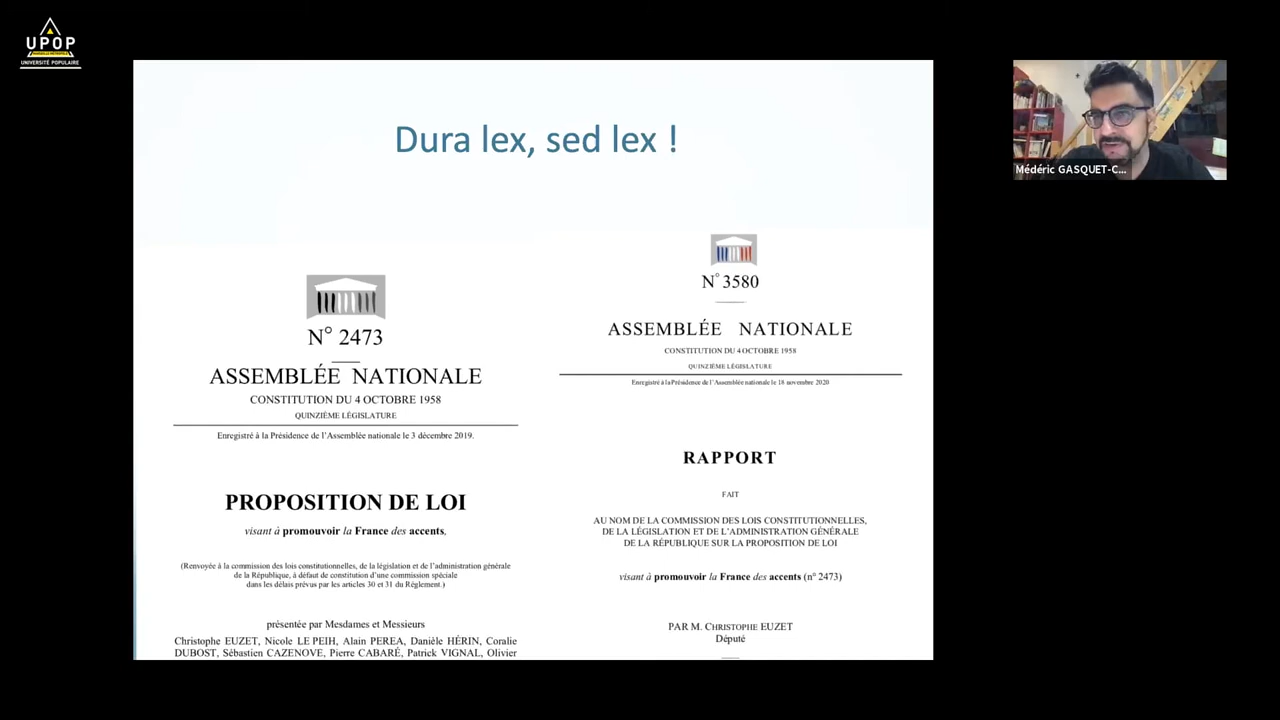 UPOP
UNIVERSITÉ POPULAIRE
Dura lex, sed lex !
N° 2473
ASSEMBLÉE NATIONALE
CONSTITUTION DU 4 OCTOBRE 1958
QUINZIÈME LÉGISLATURE
Enregistré à la Présidence de l'Assemblée nationale le 3 décembre 2019.
PROPOSITION DE LOI
visant à promouvoir la France des accents,
(Renvoyée à la commission des lois constitutionnelles, de la législation et de l'administration générale
de la République, à défaut de constitution d'une commission spéciale
dans les délais prévus par les articles 30 et 31 du Règlement.)
présentée par Mesdames et Messieurs
Christophe EUZET, Nicole LE PEIH, Alain PEREA, Danièle HÉRIN, Coralie
DUBOST, Sébastien CAZENOVE, Pierre CABARÉ, Patrick VIGNAL, Olivier
N° 3580
ASSEMBLÉE NATIONALE
CONSTITUTION DU 4 OCTOBRE 1958
QUINZIÈME LÉGISLATURE
Enregistré à la Présidence de l'Assemblée nationale le 18 novembre 2020
RAPPORT
FAIT
AU NOM DE LA COMMISSION DES LOIS CONSTITUTIONNELLES,
DE LA LÉGISLATION ET DE L'ADMINISTRATION GÉNÉRALE
DE LA RÉPUBLIQUE SUR LA PROPOSITION DE LOI
visant à promouvoir la France des accents (n° 2473)
PAR M. CHRISTOPHE EUZET
Député
Médéric GASQUET-C...